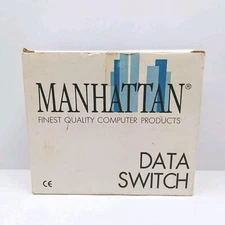 MANHATTAN®
FINEST QUALITY COMPUTER PRODUCTS
DATA
SWITCH
CE